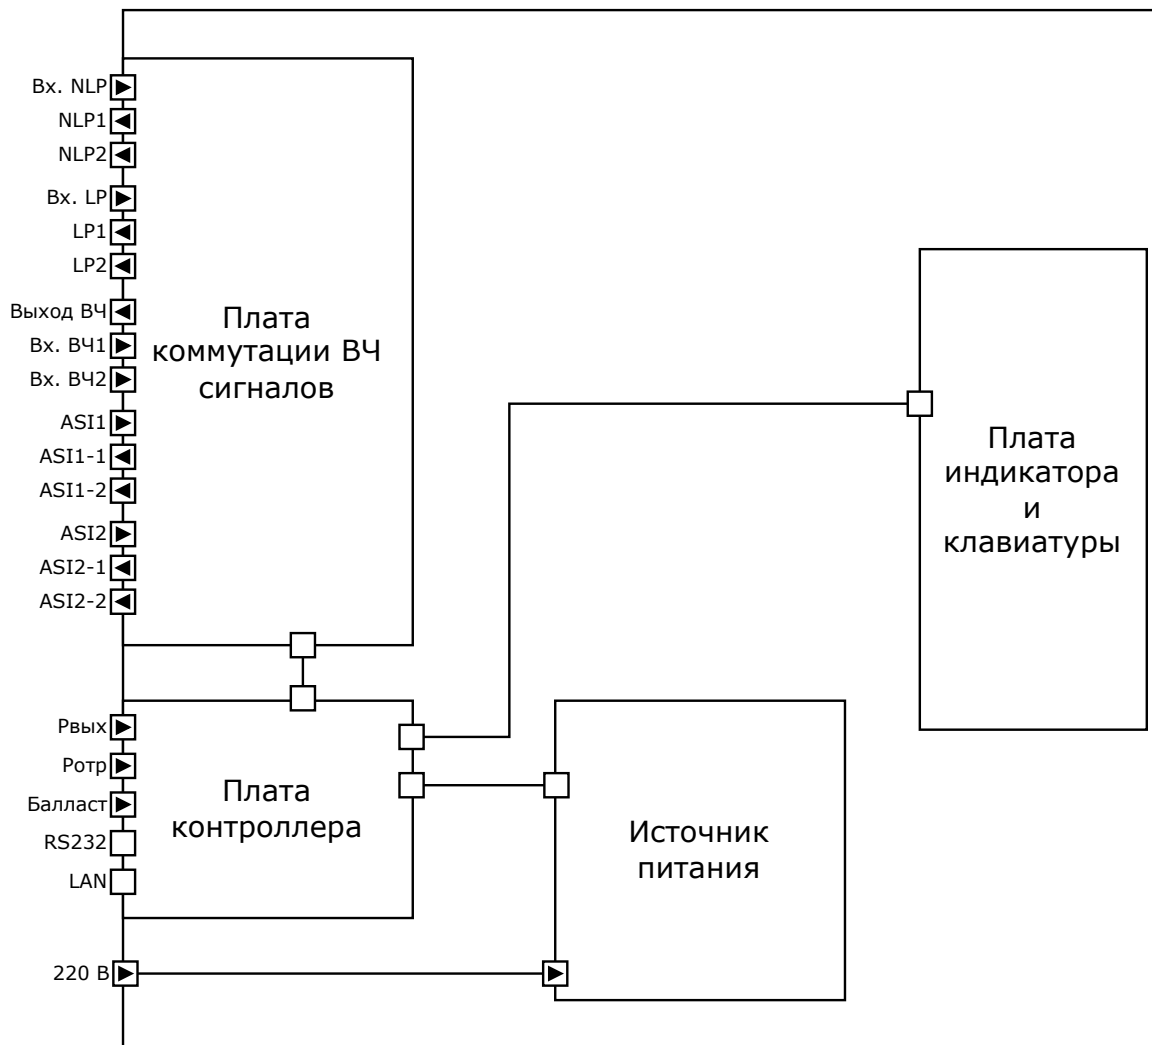 Вх. NLP
NLP1
NLP2
Вх. LP
LP1
LP2
Выход ВЧ
Вх. ВЧ1
Вх. ВЧ2
ASI1
ASI1-1
ASI1-2
ASI2
ASI2-1
ASI2-2
Плата
коммутации ВЧ
сигналов
Плата
индикатора
и
клавиатуры
Рвых
Ротр
Балласт
RS232
LAN
Плата
контроллера
Источник
питания
220 В